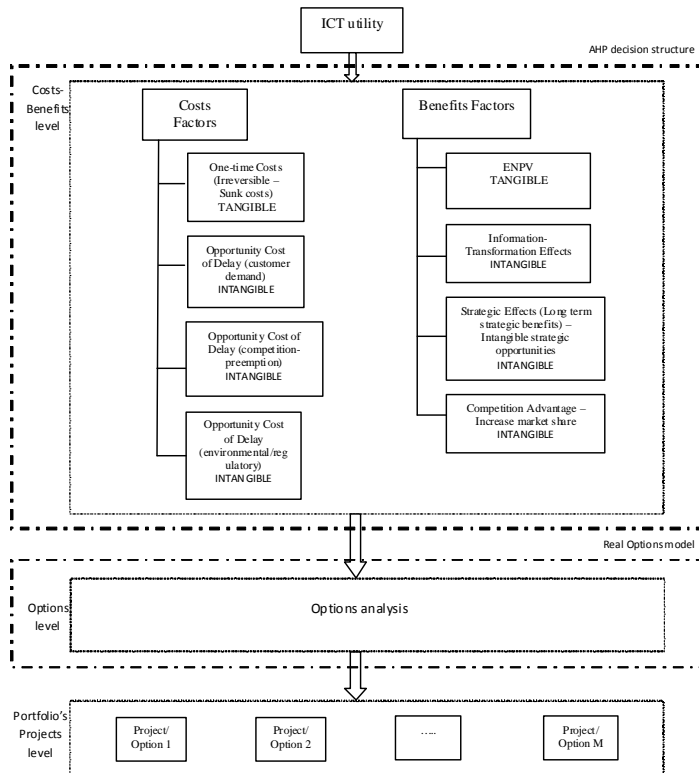 ICT utility
AHP decision structure
Costs-
Benefits
level
Costs
Factors
One-time Costs
(Irreversible –
Sunk costs)
TANGIBLE
Opportunity Cost
of Delay (customer
demand)
INTANGIBLE
Opportunity Cost of
Delay (competition-
preemption)
INTANGIBLE
Opportunity Cost
of Delay
(environmental/reg
ulatory)
INTANGIBLE
Benefits Factors
ENPV
TANGIBLE
Information-
Transformation Effects
INTANGIBLE
Strategic Effects (Long term
strategic benefits) –
Intangible strategic
opportunities
INTANGIBLE
Competition Advantage –
Increase market share
INTANGIBLE
Real Options model
Options
level
Options analysis
Portfolio's
Projects
level
Project/
Option 1
Project/
Option 2
.....
Project/
Option M